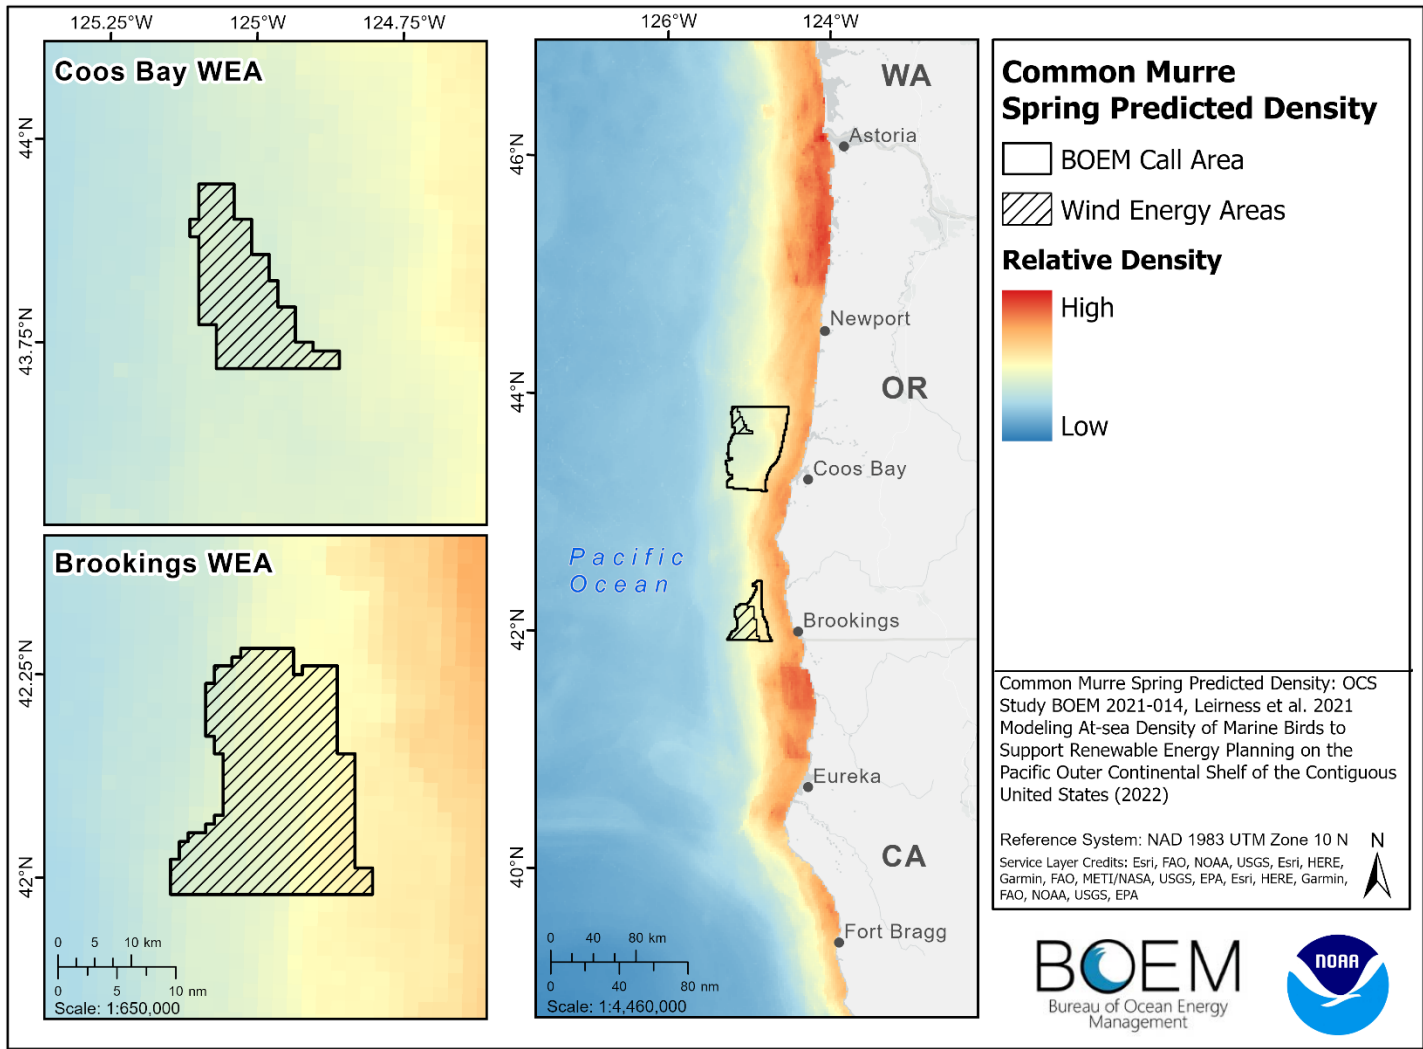 125.25°W
125°W
124.75°W
Coos Bay WEA
44°N
43.75°N
Brookings WEA
42.25°N
42°N
0 5 10 km
0 5 10 nm
Scale: 1:650,000
126°W
124°W
46°N
44°N
42°N
40°N
WA
Astoria
Newport
OR
Coos Bay
Pacific
Ocean
Brookings
Eureka
CA
Fort Bragg
0 40 80 km
0 40 80 nm
Scale: 1:4,460,000
Common Murre
Spring Predicted Density
BOEM Call Area
Wind Energy Areas
Relative Density
High
Low
Common Murre Spring Predicted Density: OCS
Study BOEM 2021-014, Leirness et al. 2021
Modeling At-sea Density of Marine Birds to
Support Renewable Energy Planning on the
Pacific Outer Continental Shelf of the Contiguous
United States (2022)
Reference System: NAD 1983 UTM Zone 10 N
N
Service Layer Credits: Esri, FAO, NOAA, USGS, Esri, HERE,
Garmin, FAO, METI/NASA, USGS, EPA, Esri, HERE, Garmin,
FAO, NOAA, USGS, EPA
BOEM
Bureau of Ocean Energy
Management
NOAA